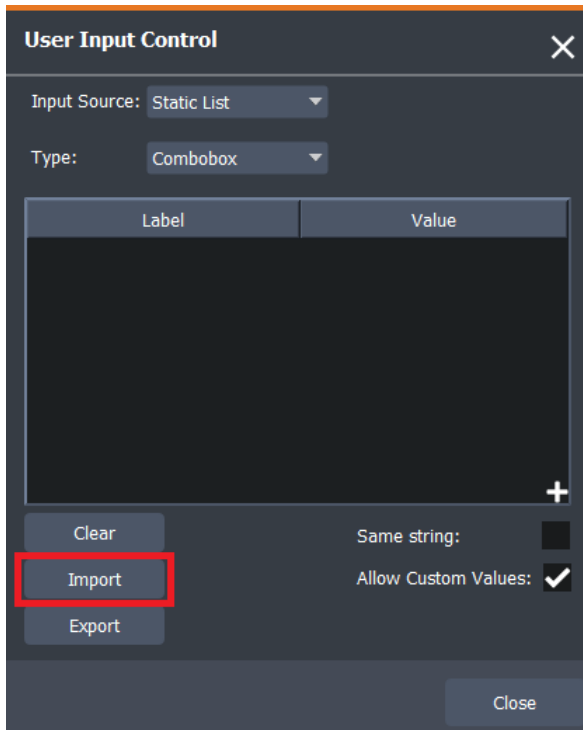 User Input Control
Input Source: Static List
Type: Combobox
Label Value
Clear Same string:
Import Allow Custom Values:
Export
Close